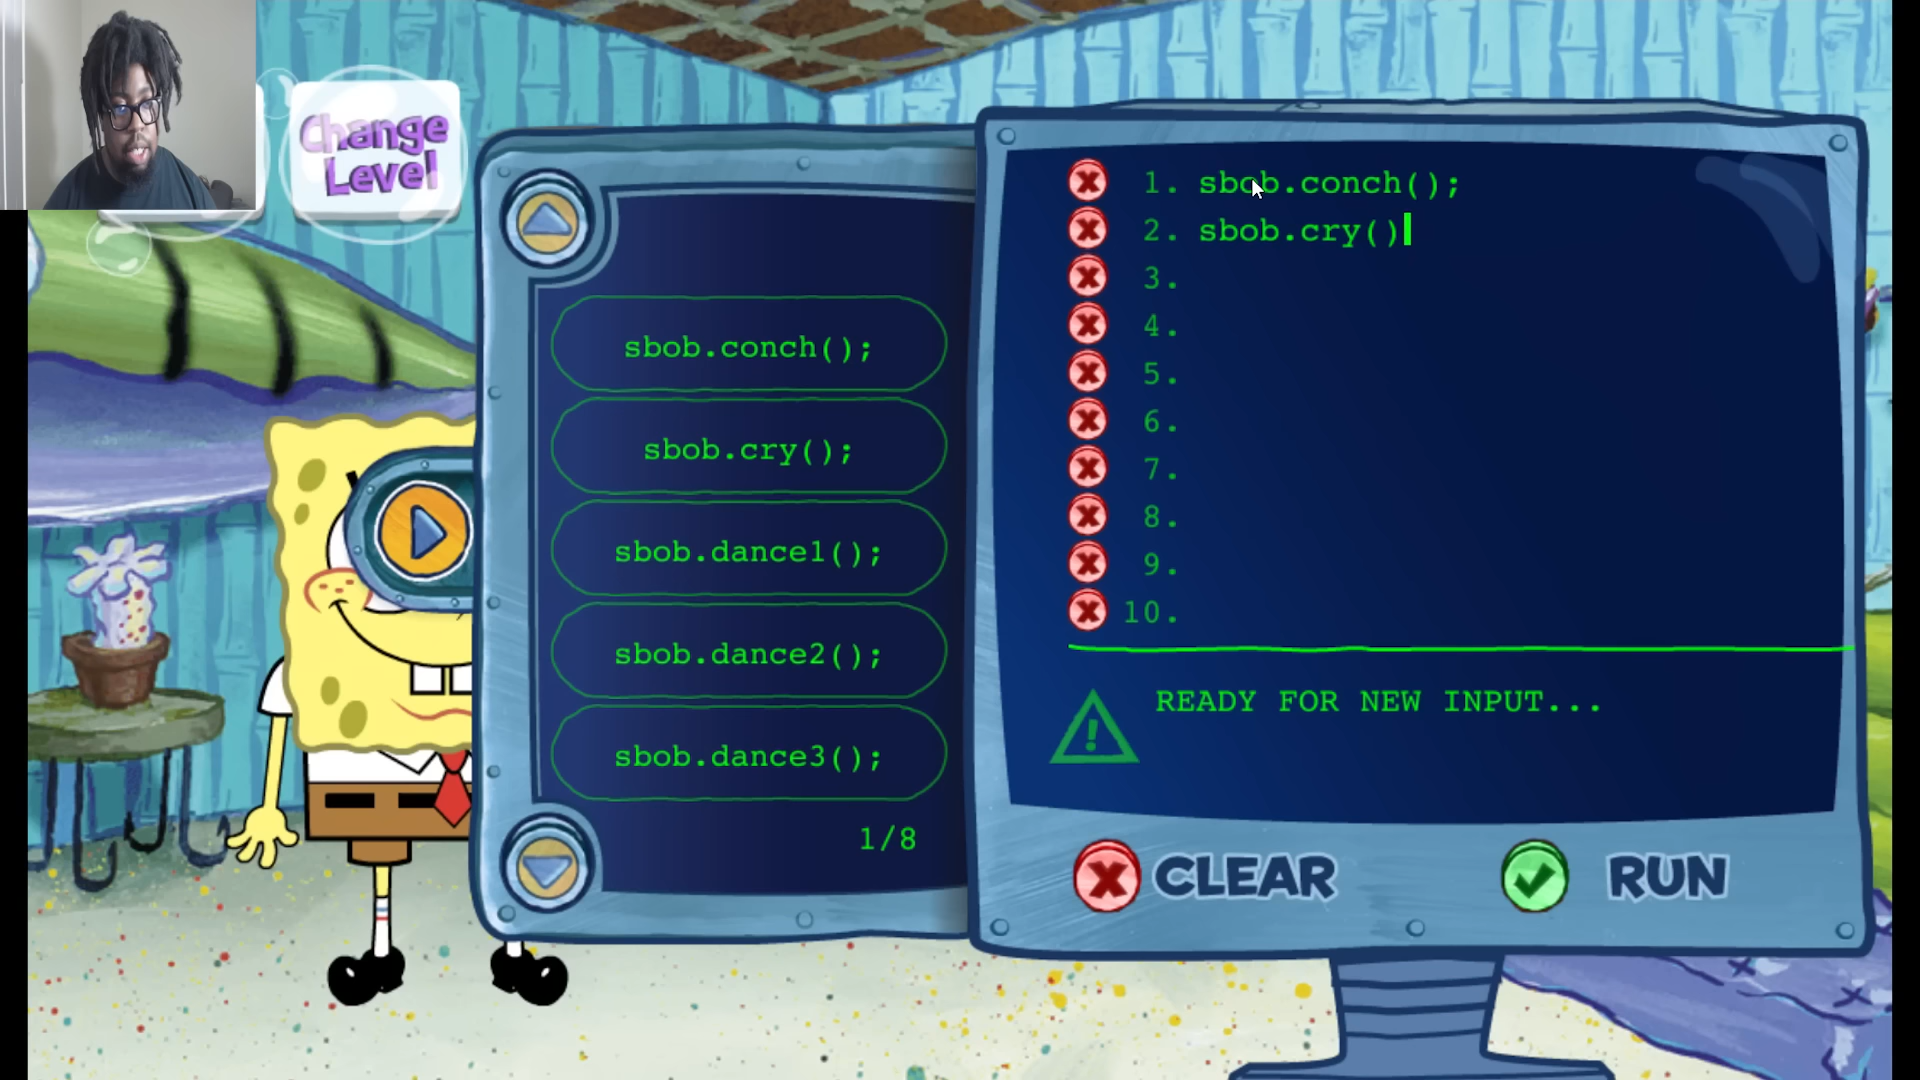 Change
Level
sbob.conch();
sbob.cry();
sbob.dance1();
sbob.dance2();
sbob.dance3();
1/8
1. sbob.conch();
2. sbob.cry()
3.
4.
5.
6.
7.
8.
9.
10.
READY FOR NEW INPUT...
CLEAR
RUN